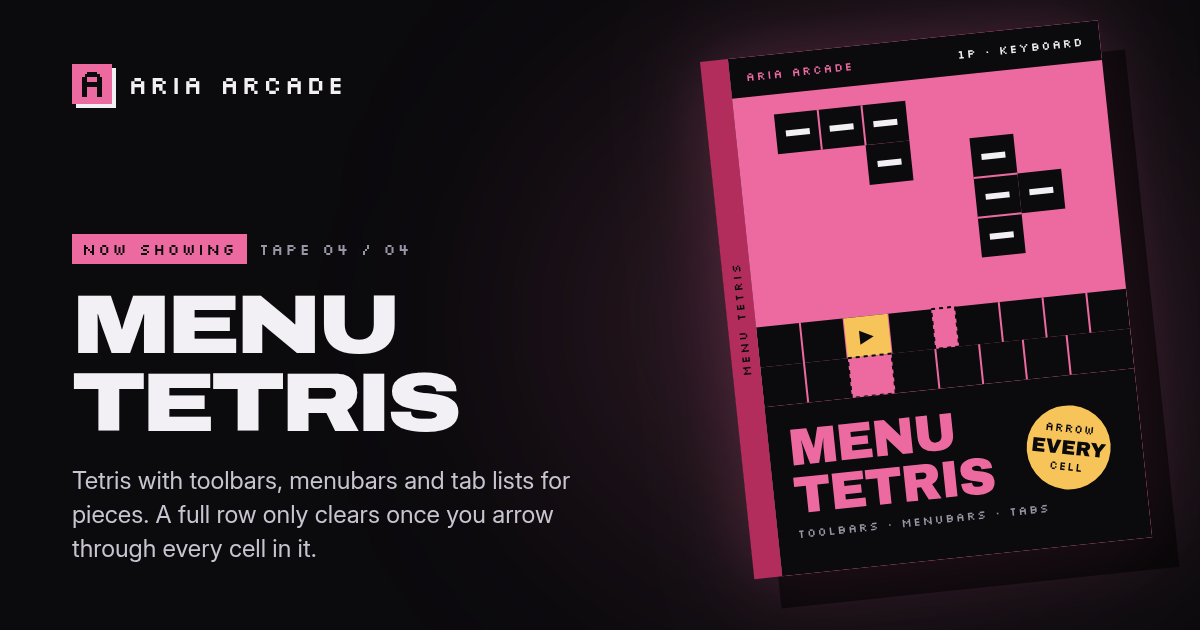 A ARIA ARCADE
NOW SHOWING TAPE 04 / 04
MENU
TETRIS
Tetris with toolbars, menubars and tab lists for
pieces. A full row only clears once you arrow
through every cell in it.
ARIA ARCADE
1P · KEYBOARD
MENU TETRIS
MENU
TETRIS
ARROW
EVERY
CELL
TOOLBARS · MENUBARS · TABS